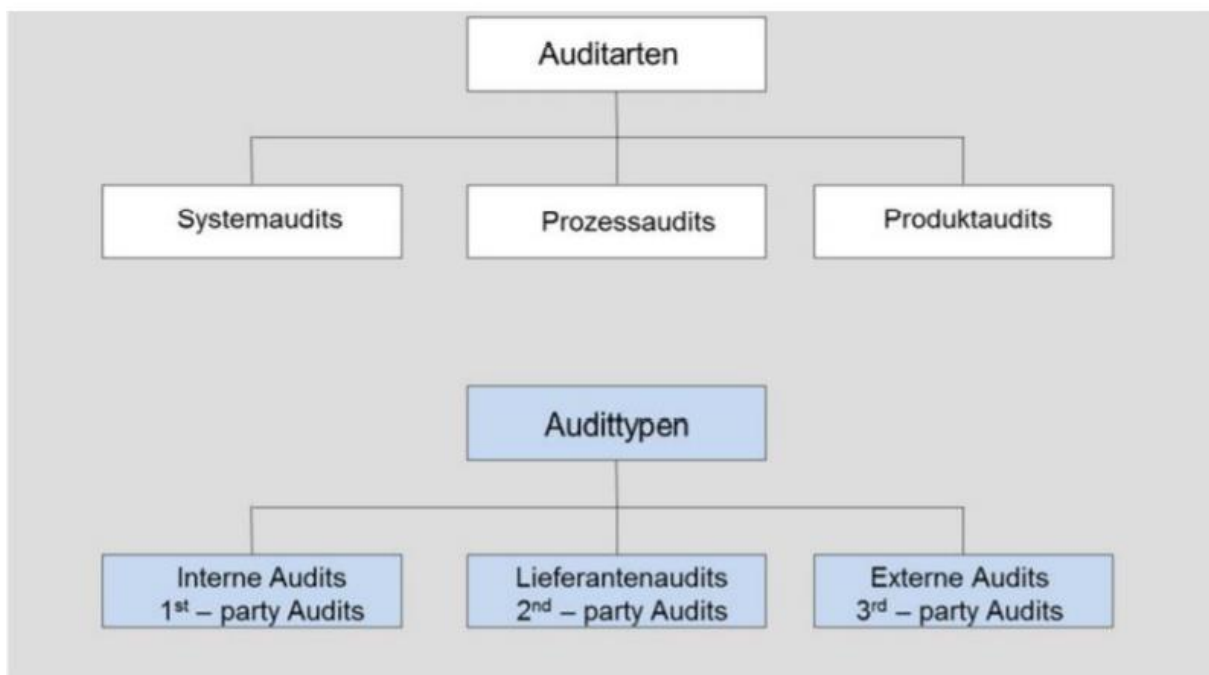 Auditarten
Systemaudits
Prozessaudits
Produktaudits
Audittypen
Interne Audits
1st – party Audits
Lieferantenaudits
2nd – party Audits
Externe Audits
3rd – party Audits